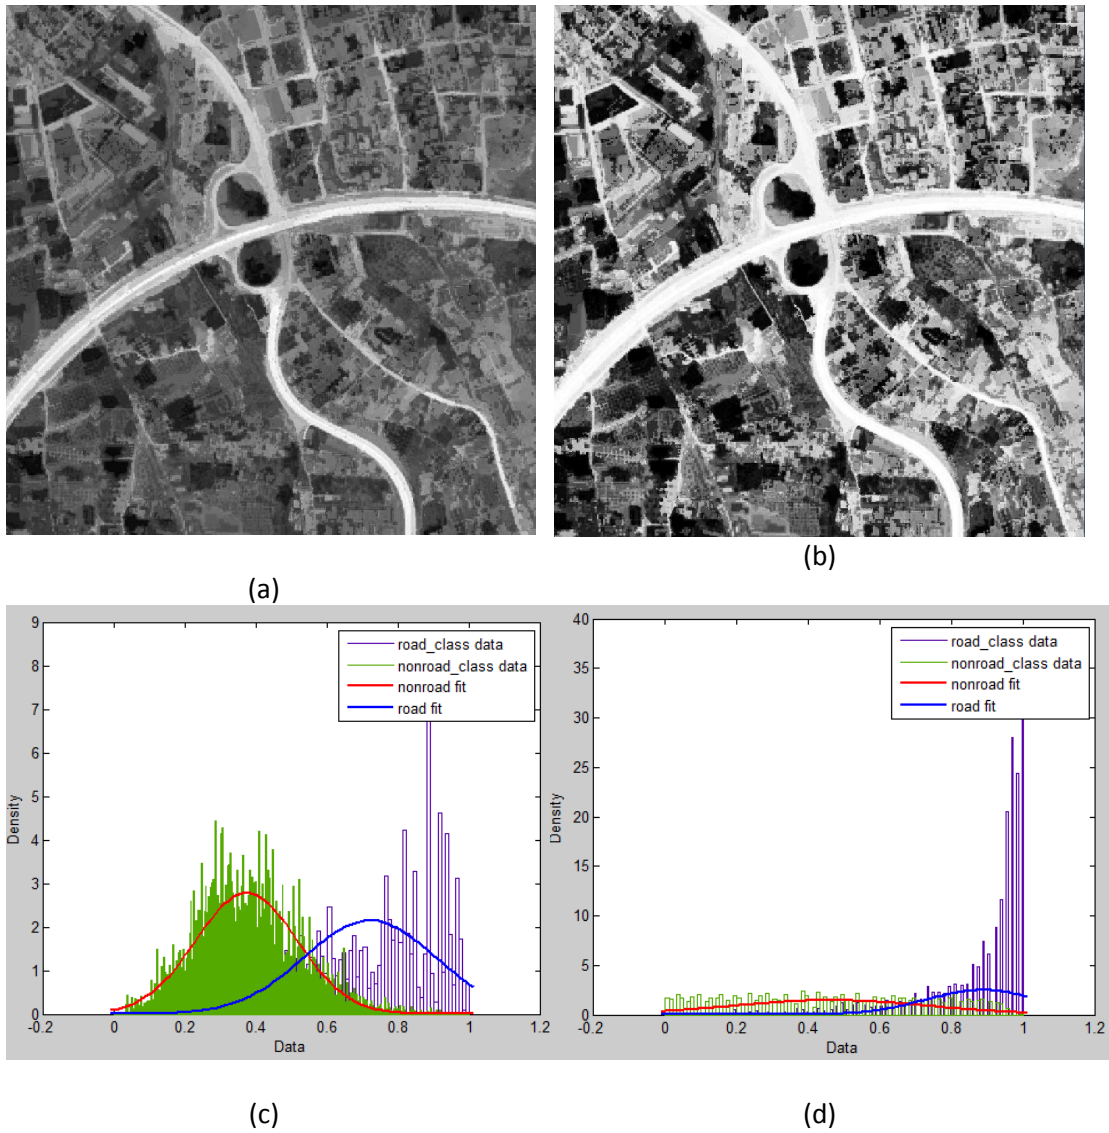 (a)
(b)
9
8
7
6
5
4
3
2
1
0
Density
road_class data
nonroad_class data
nonroad fit
road fit
-0.2
0
0.2
0.4
0.6
0.8
1
1.2
Data
40
35
30
25
20
15
10
5
0
Density
road_class data
nonroad_class data
nonroad fit
road fit
-0.2
0
0.2
0.4
0.6
0.8
1
1.2
Data
(c)
(d)